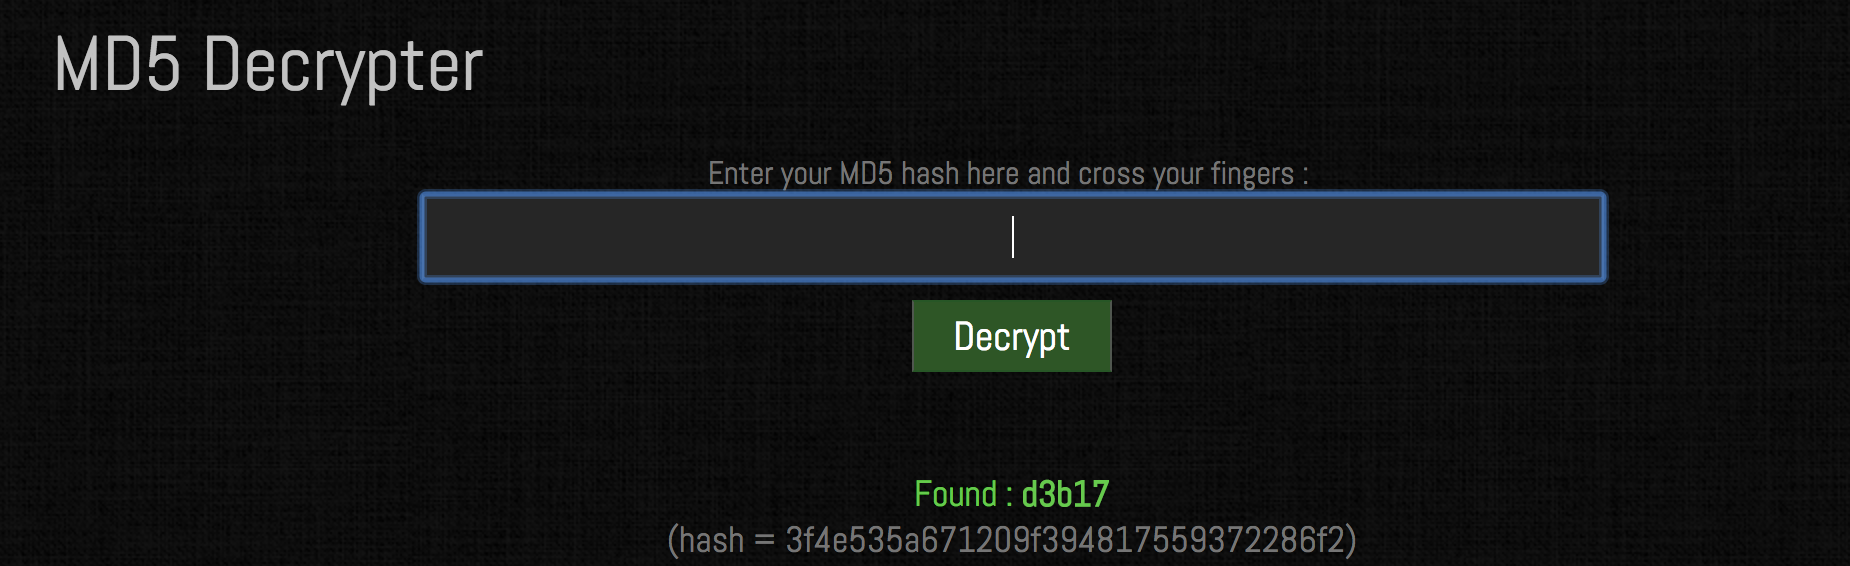 MD5 Decrypter
Enter your MD5 hash here and cross your fingers :
Decrypt
Found : d3b17
(hash = 3f4e535a671209f394817559372286f2)